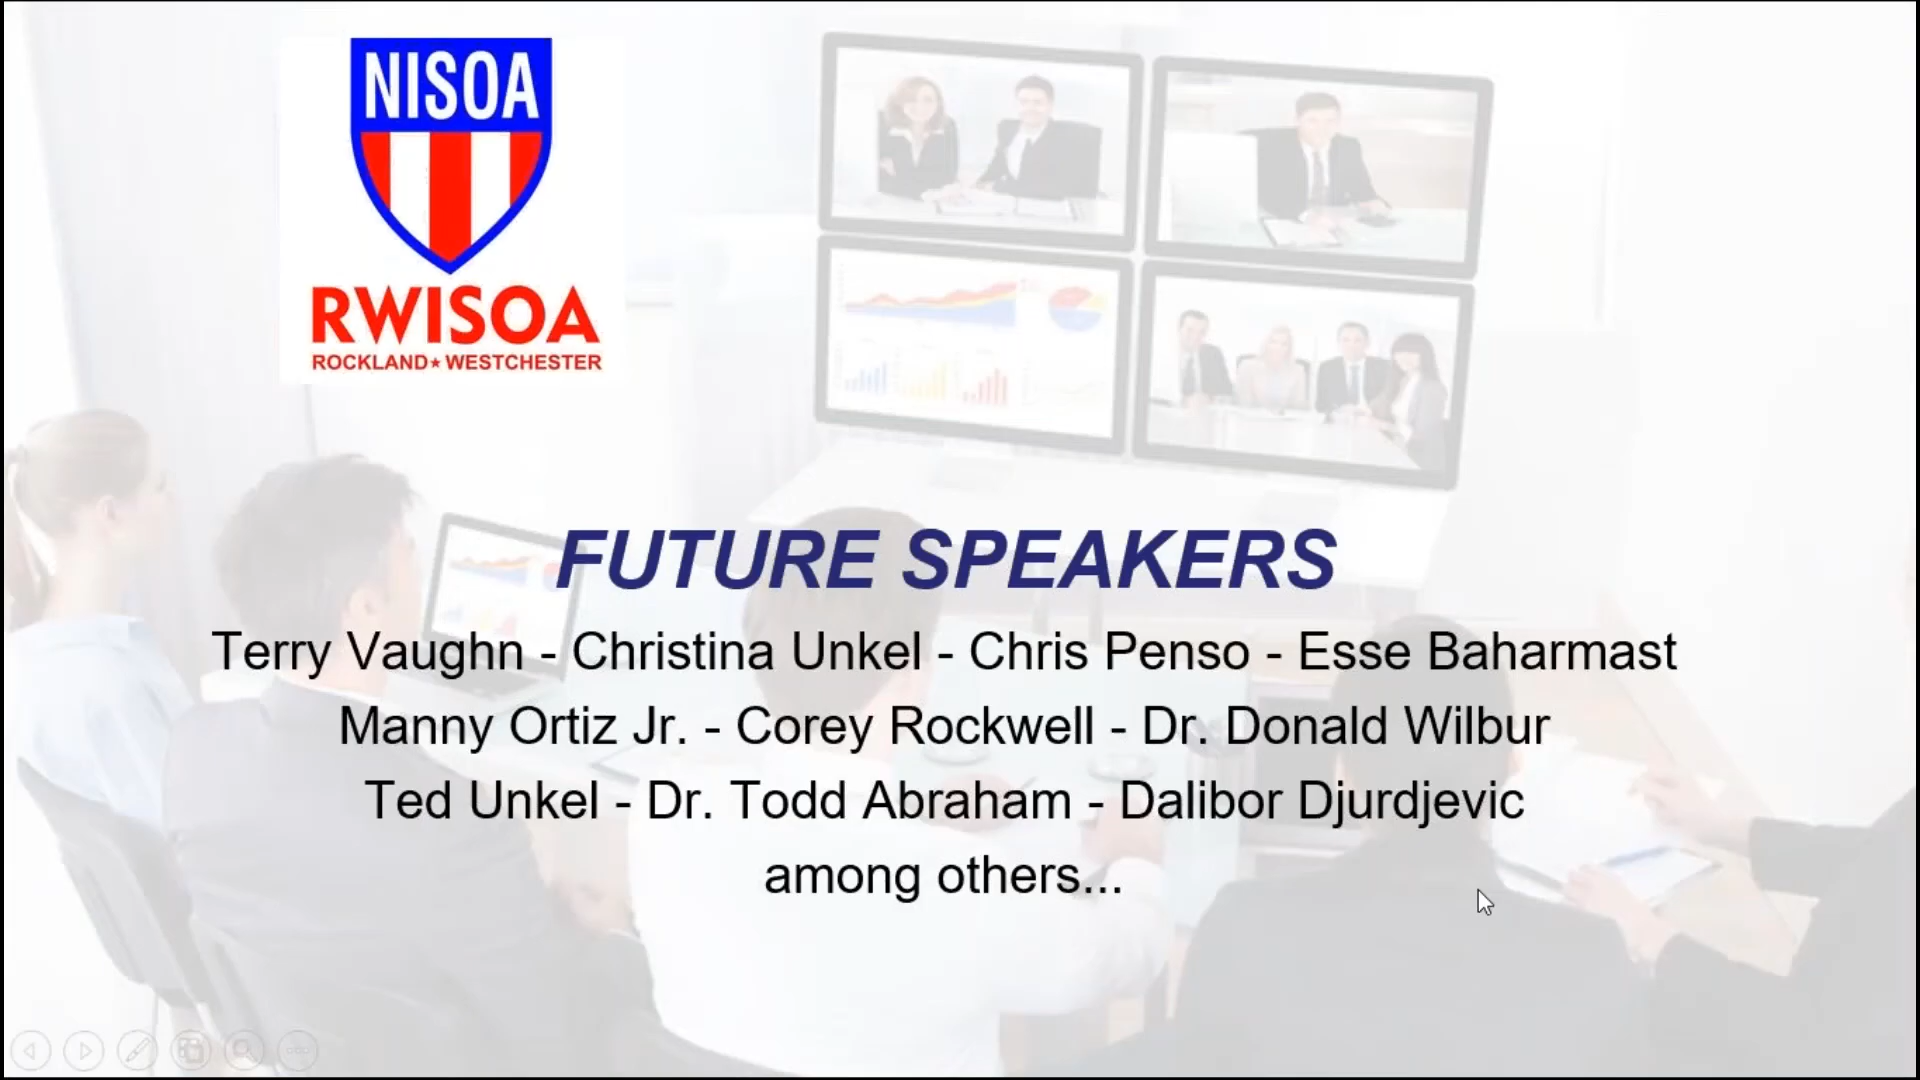 NISOA
RWISOA
ROCKLAND★WESTCHESTER
FUTURE SPEAKERS
Terry Vaughn - Christina Unkel - Chris Penso - Esse Baharmast
Manny Ortiz Jr. - Corey Rockwell - Dr. Donald Wilbur
Ted Unkel - Dr. Todd Abraham - Dalibor Djurdjevic
among others...